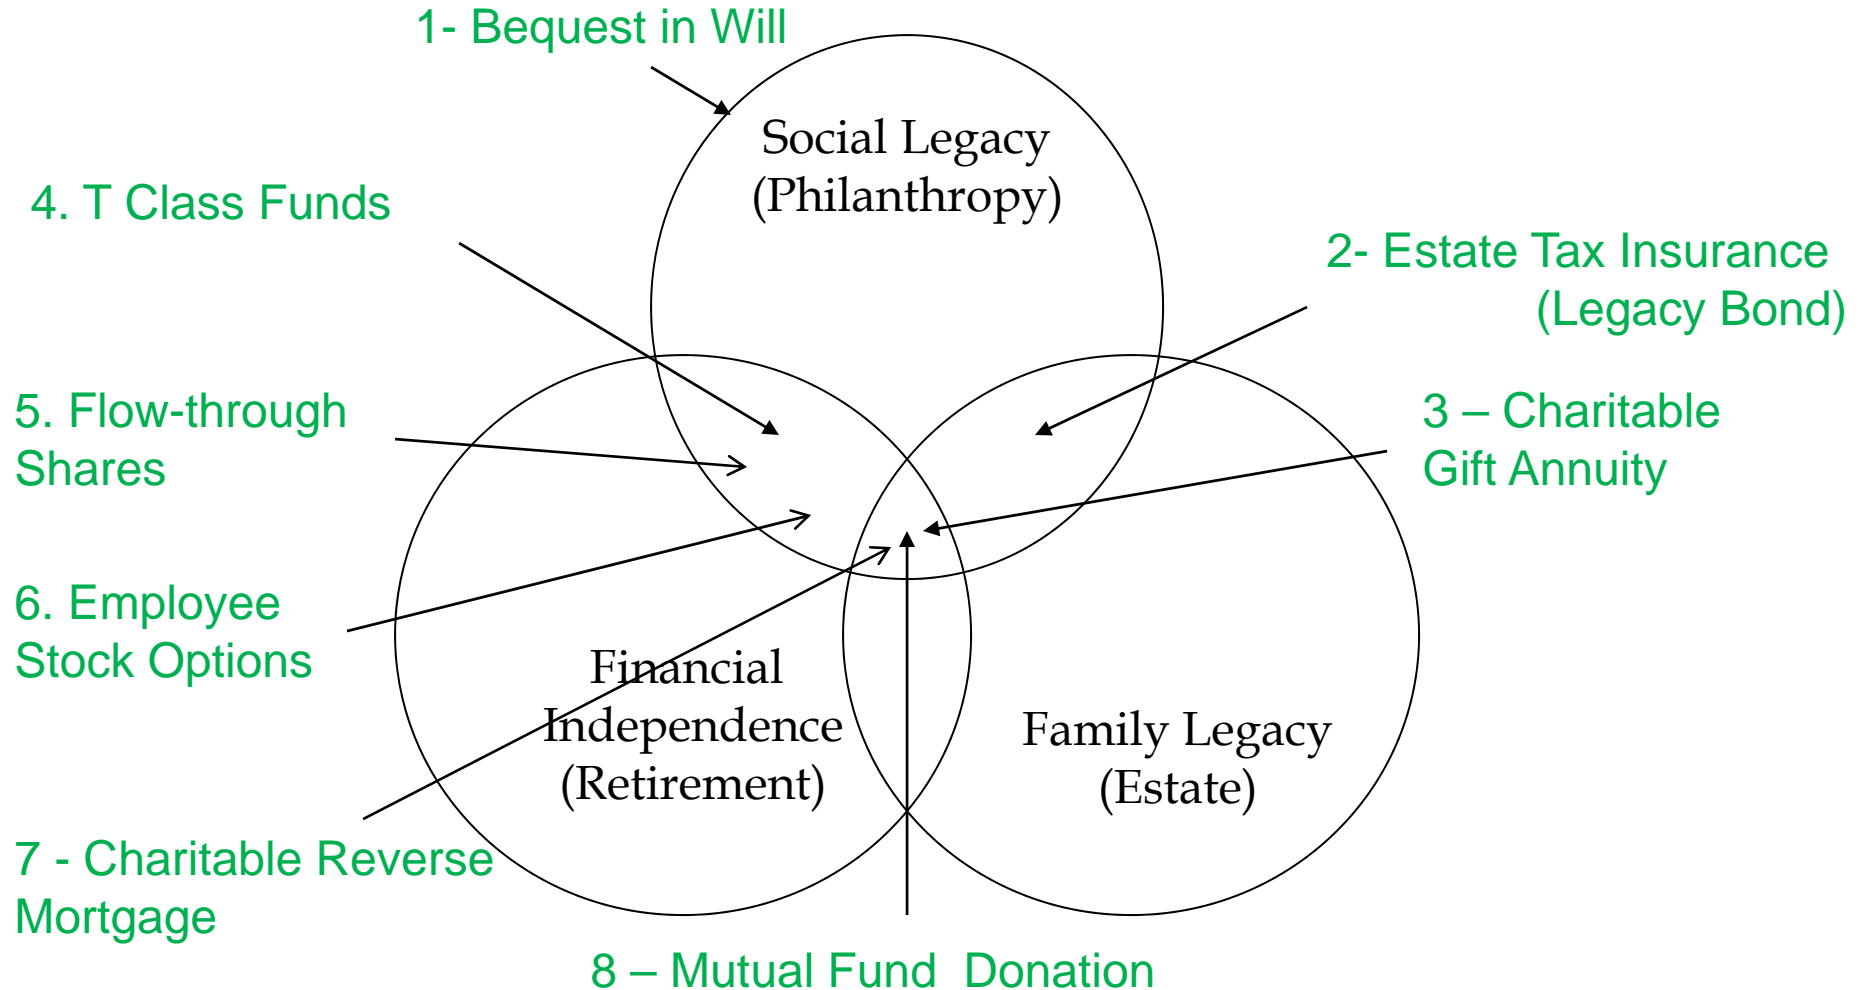 1- Bequest in Will
Social Legacy
(Philanthropy)
4. T Class Funds
2- Estate Tax Insurance
(Legacy Bond)
5. Flow-through
Shares
3 – Charitable
Gift Annuity
6. Employee
Stock Options
Financial
Independence
(Retirement)
Family Legacy
(Estate)
7 - Charitable Reverse
Mortgage
8 – Mutual Fund  Donation